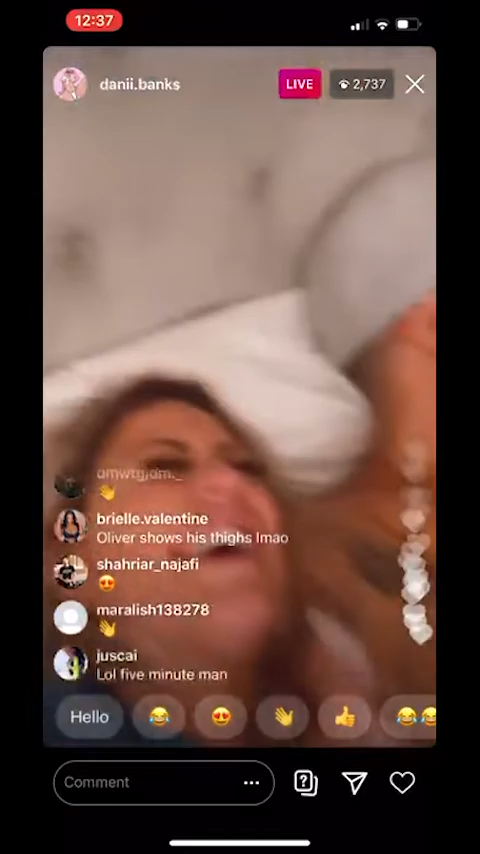 12:37
danii.banks
LIVE
2,737
brielle.valentine
Oliver shows his thighs lmao
shahriar_najafi
😍
maralish138278
👋
juscai
Lol five minute man
Hello
Comment